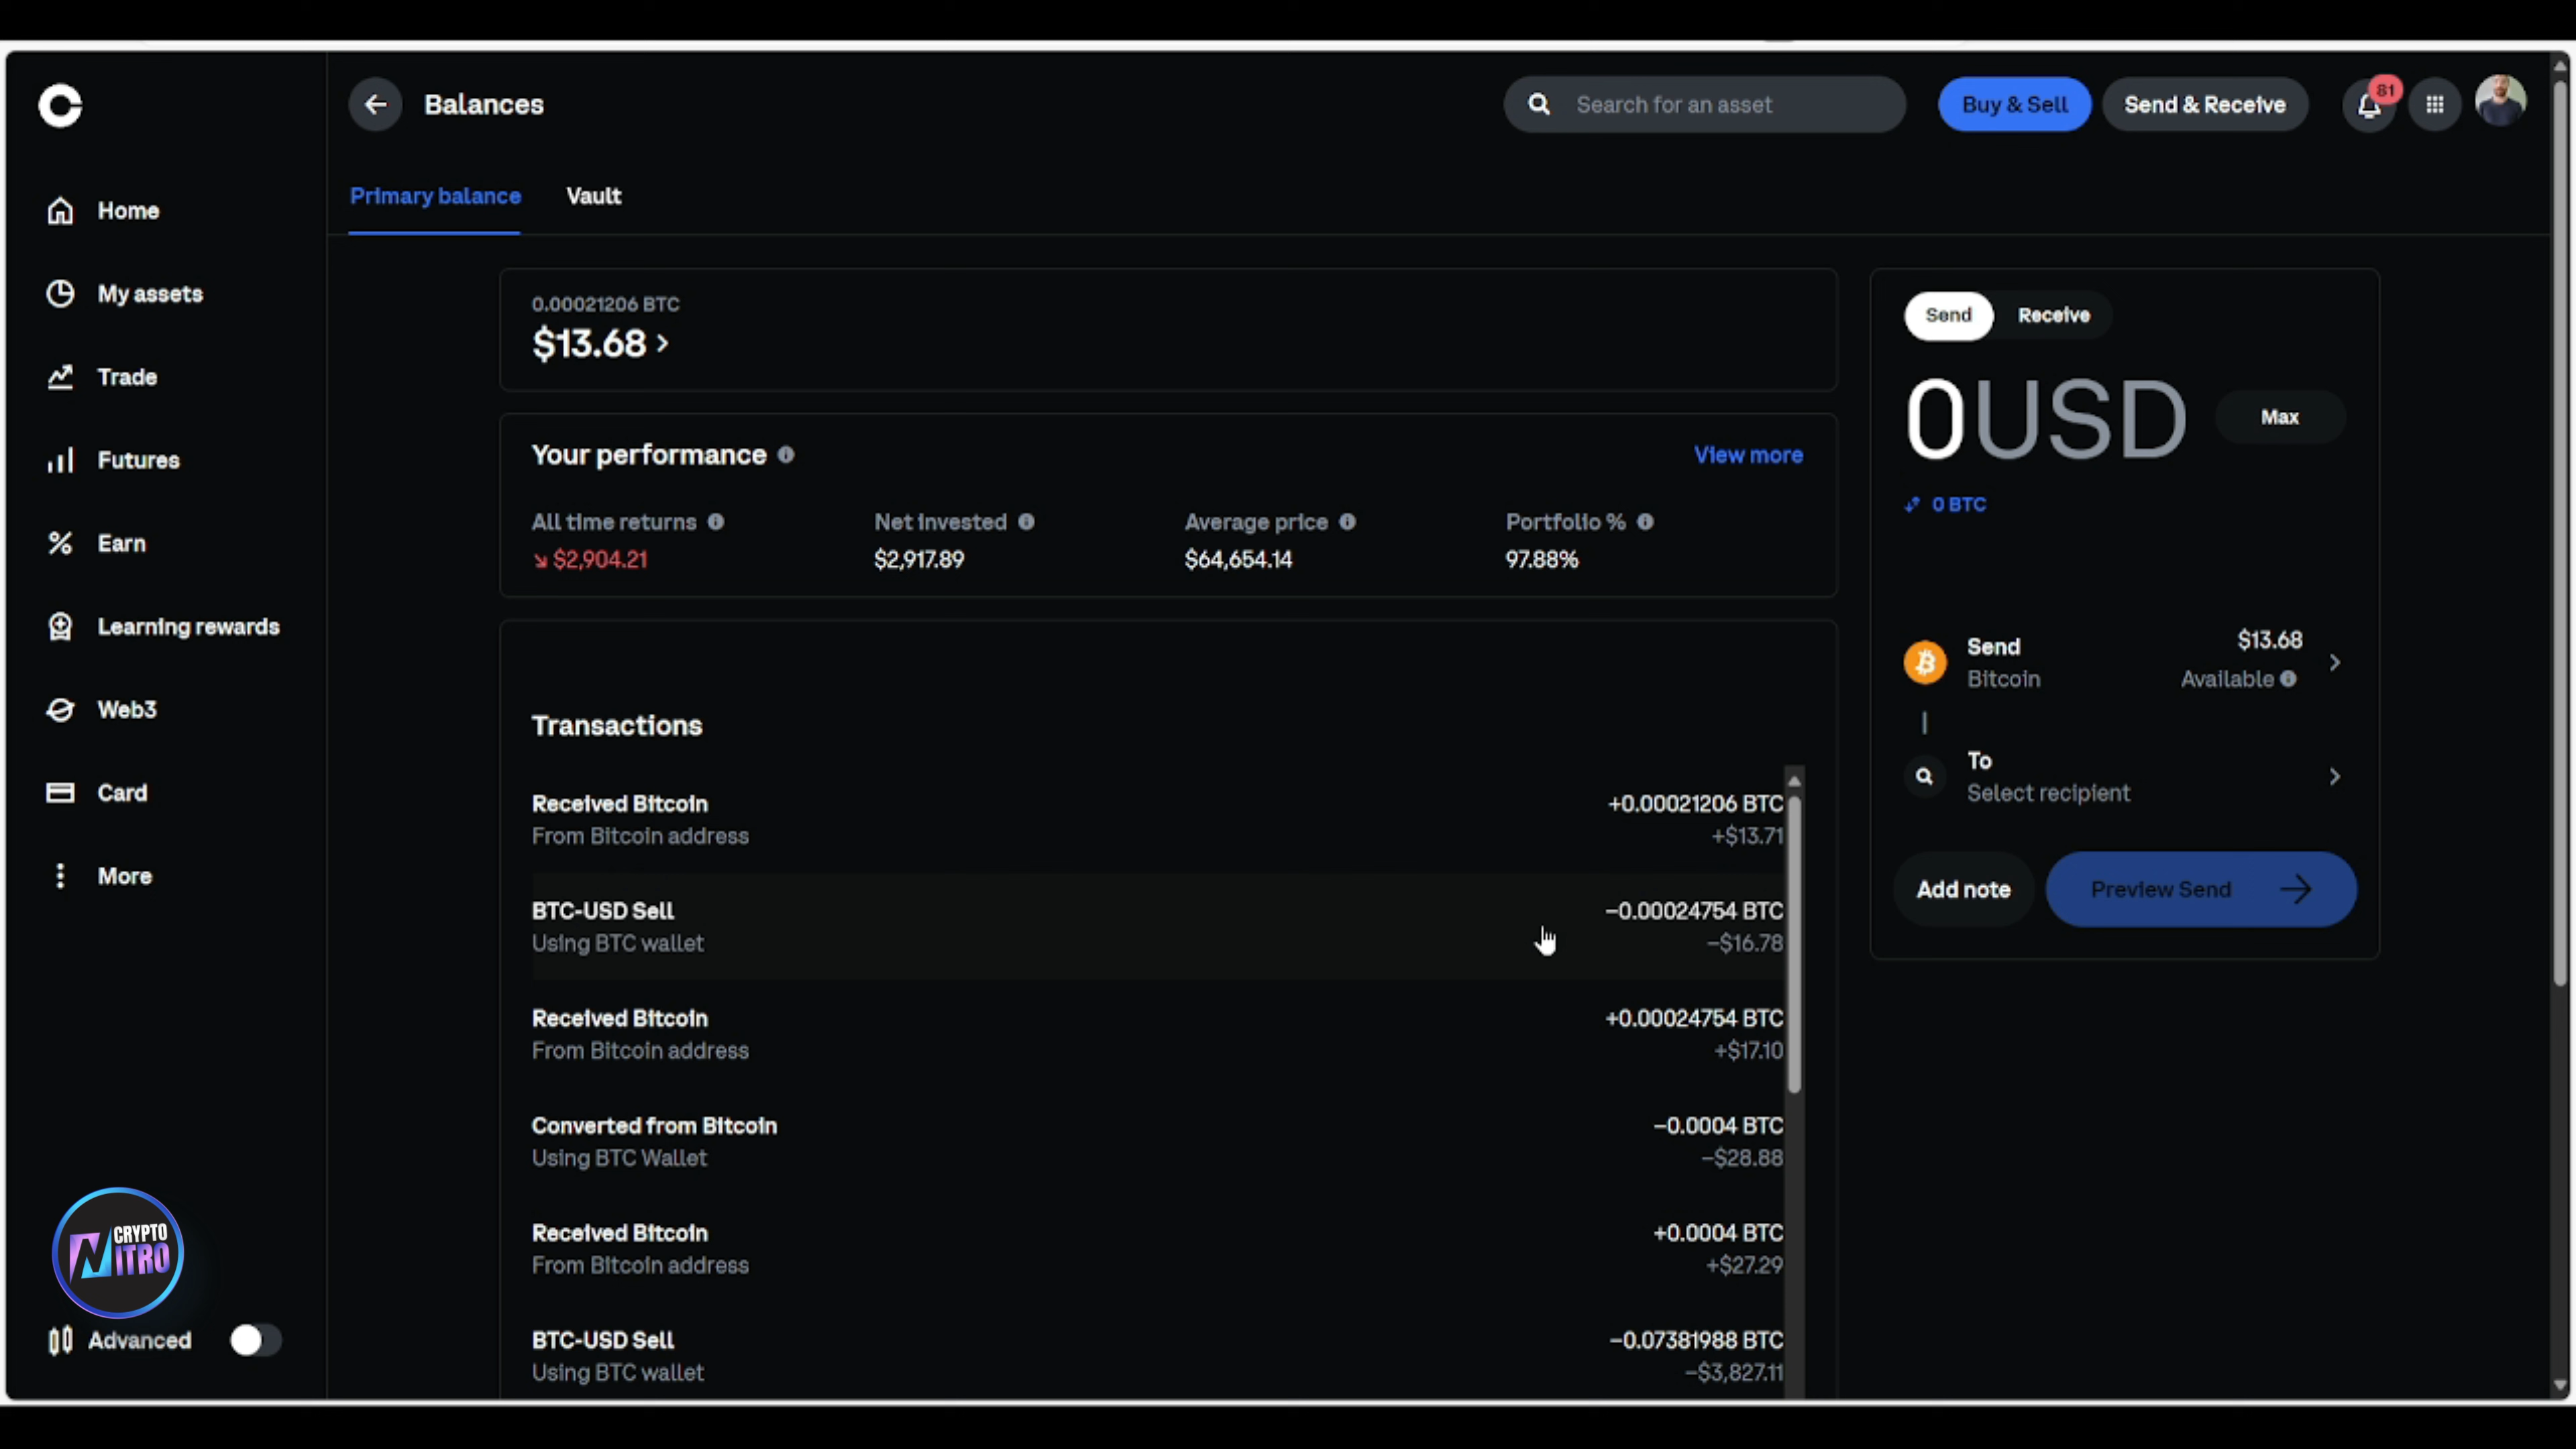 Balances
Search for an asset
Buy & Sell
Send & Receive
81
Home
My assets
Trade
Futures
Earn
Learning rewards
Web3
Card
More
CRYPTO
NITRO
Advanced
Primary balance
Vault
0.00021206 BTC
$13.68
Your performance
View more
All time returns
Net invested
Average price
Portfolio %
$2,904.21
$2,917.89
$64,654.14
97.88%
Transactions
Received Bitcoin
+0.00021206 BTC
From Bitcoin address
+$13.71
BTC-USD Sell
−0.00024754 BTC
Using BTC wallet
−$16.78
Received Bitcoin
+0.00024754 BTC
From Bitcoin address
+$17.10
Converted from Bitcoin
−0.0004 BTC
Using BTC Wallet
−$28.88
Received Bitcoin
+0.0004 BTC
From Bitcoin address
+$27.29
BTC-USD Sell
−0.07381988 BTC
Using BTC wallet
−$3,827.11
Send
Receive
0USD
Max
0 BTC
Send
$13.68
Bitcoin
Available
To
Select recipient
Add note
Preview Send